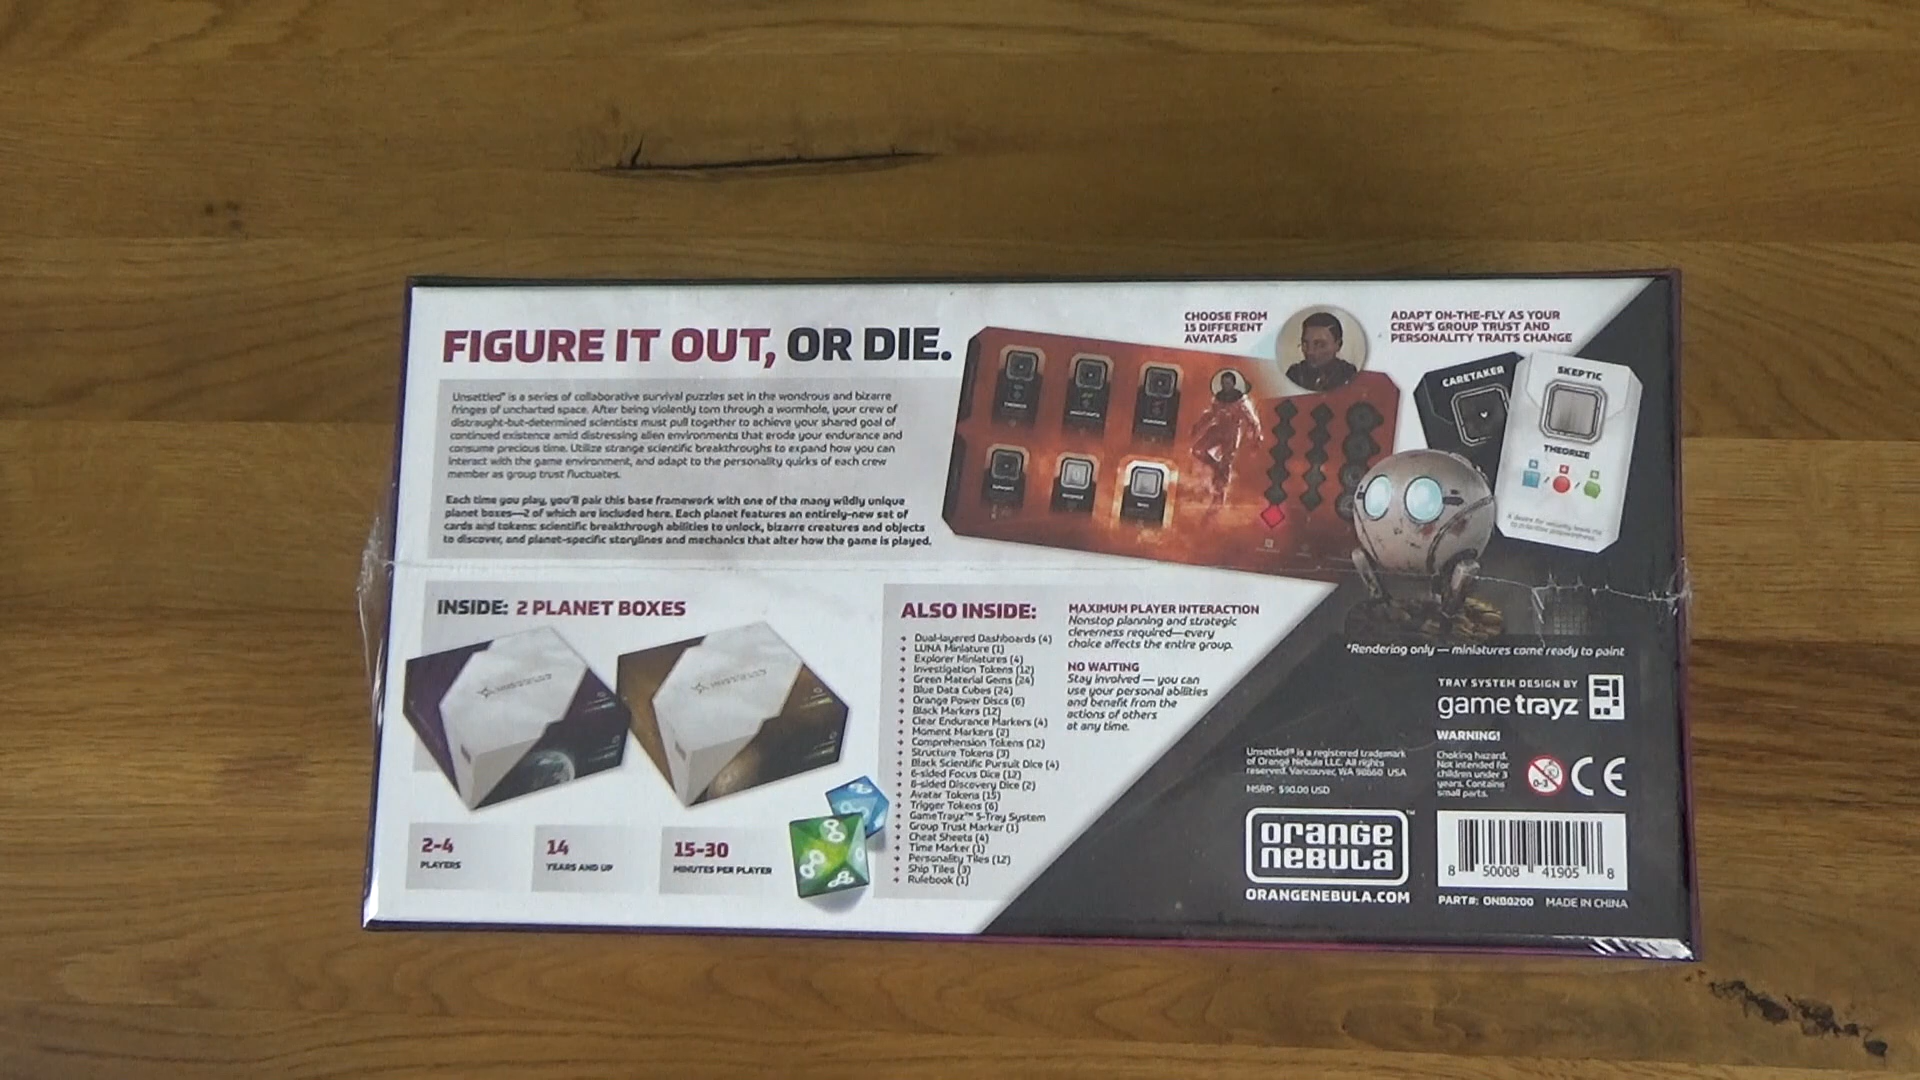 FIGURE IT OUT, OR DIE.
Unsettled® is a series of collaborative survival puzzles set in the wondrous and bizarre
fringes of uncharted space. After being violently torn through a wormhole, your crew of
distraught-but-determined scientists must pull together to achieve your shared goal of
continued existence amid distressing alien environments that erode your endurance and
consume precious time. Utilize strange scientific breakthroughs to expand how you can
interact with the game environment, and adapt to the personality quirks of each crew
member as group trust fluctuates.
Each time you play, you'll pair this base framework with one of the many wildly unique
planet boxes—2 of which are included here. Each planet features an entirely-new set of
cards and tokens: scientific breakthrough abilities to unlock, bizarre creatures and objects
to discover, and planet-specific storylines and mechanics that alter how the game is played.
CHOOSE FROM
15 DIFFERENT
AVATARS
ADAPT ON-THE-FLY AS YOUR
CREW'S GROUP TRUST AND
PERSONALITY TRAITS CHANGE
CARETAKER
SKEPTIC
THEORIZE
INSIDE: 2 PLANET BOXES
2-4
PLAYERS
14
YEARS AND UP
15-30
MINUTES PER PLAYER
ALSO INSIDE:
Dual-layered Dashboards (4)
LUNA Miniature (1)
Explorer Miniatures (4)
Investigation Tokens (12)
Green Material Gems (24)
Blue Data Cubes (24)
Orange Power Discs (6)
Black Markers (12)
Clear Endurance Markers (4)
Moment Markers (2)
Comprehension Tokens (12)
Structure Tokens (3)
Black Scientific Pursuit Dice (4)
6-sided Focus Dice (12)
8-sided Discovery Dice (2)
Avatar Tokens (15)
Trigger Tokens (6)
GameTrayz™ 5-Tray System
Group Trust Marker (1)
Cheat Sheets (4)
Time Marker (1)
Personality Tiles (12)
Ship Tiles (3)
Rulebook (1)
MAXIMUM PLAYER INTERACTION
Nonstop planning and strategic
cleverness required—every
choice affects the entire group.
NO WAITING
Stay involved — you can
use your personal abilities
and benefit from the
actions of others
at any time.
*Rendering only — miniatures come ready to paint
TRAY SYSTEM DESIGN BY
gametrayz
WARNING!
Choking hazard.
Not intended for
children under 3
years. Contains
small parts.
0-3
CE
Unsettled® is a registered trademark
of Orange Nebula LLC. All rights
reserved. Vancouver, WA 98660 USA
MSRP: $90.00 USD
orange
nebula™
ORANGENEBULA.COM
8 50008 41905 8
PART#: ONB0200 MADE IN CHINA